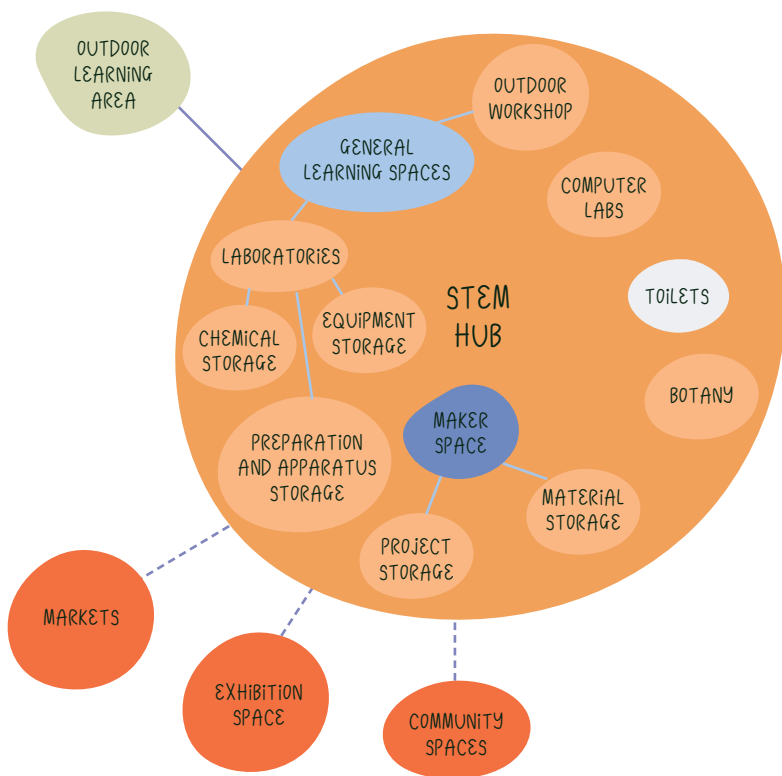 OUTDOOR
LEARNING
AREA
OUTDOOR
WORKSHOP
GENERAL
LEARNING SPACES
COMPUTER
LABS
LABORATORIES
STEM
HUB
TOILETS
CHEMICAL
STORAGE
EQUIPMENT
STORAGE
BOTANY
MAKER
SPACE
PREPARATION
AND APPARATUS
STORAGE
MATERIAL
STORAGE
PROJECT
STORAGE
MARKETS
EXHIBITION
SPACE
COMMUNITY
SPACES